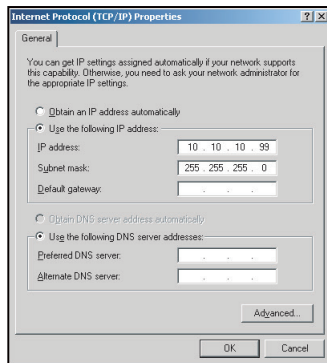 Internet Protocol (TCP/IP) Properties
General
You can get IP settings assigned automatically if your network supports
this capability. Otherwise, you need to ask your network administrator for
the appropriate IP settings.
Obtain an IP address automatically
Use the following IP address:
IP address: 10 . 10 . 10 . 99
Subnet mask: 255 . 255 . 255 . 0
Default gateway: . . .
Obtain DNS server address automatically
Use the following DNS server addresses:
Preferred DNS server: . . .
Alternate DNS server: . . .
Advanced...
OK Cancel